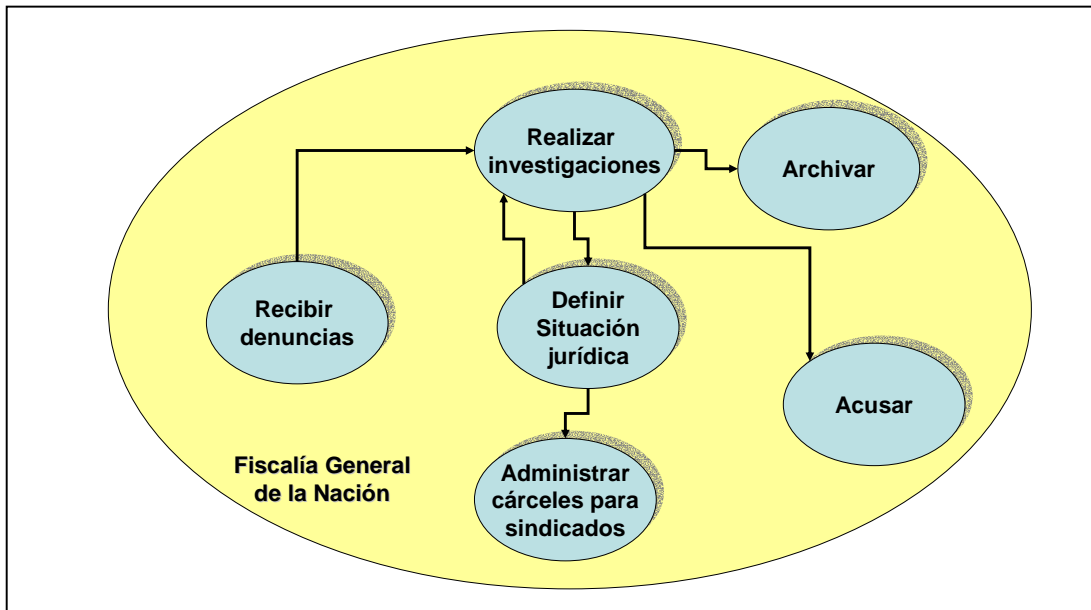 Realizar
investigaciones
Archivar
Recibir
denuncias
Definir
Situación
jurídica
Acusar
Fiscalía General
de la Nación
Administrar
cárceles para
sindicados